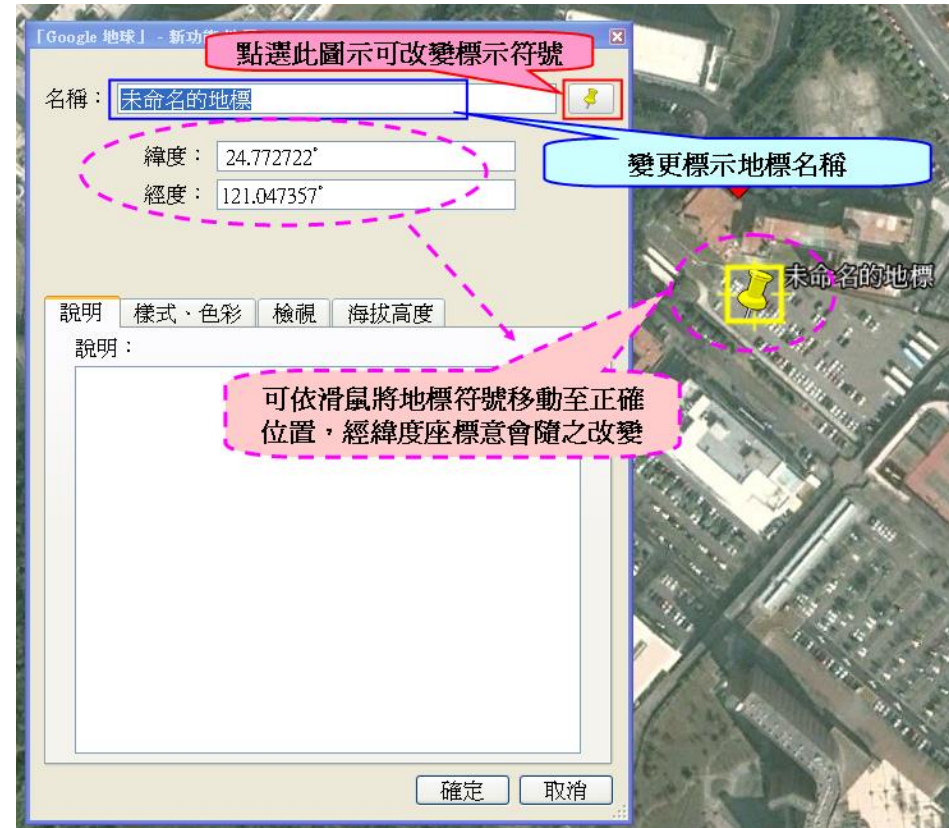 「Google 地球」 - 新功能
點選此圖示可改變標示符號
名稱：
未命名的地標
變更標示地標名稱
緯度：
24.772722°
經度：
121.047357°
未命名的地標
說明
樣式、色彩
檢視
海拔高度
說明：
可依滑鼠將地標符號移動至正確
位置，經緯度座標意會隨之改變
確定
取消